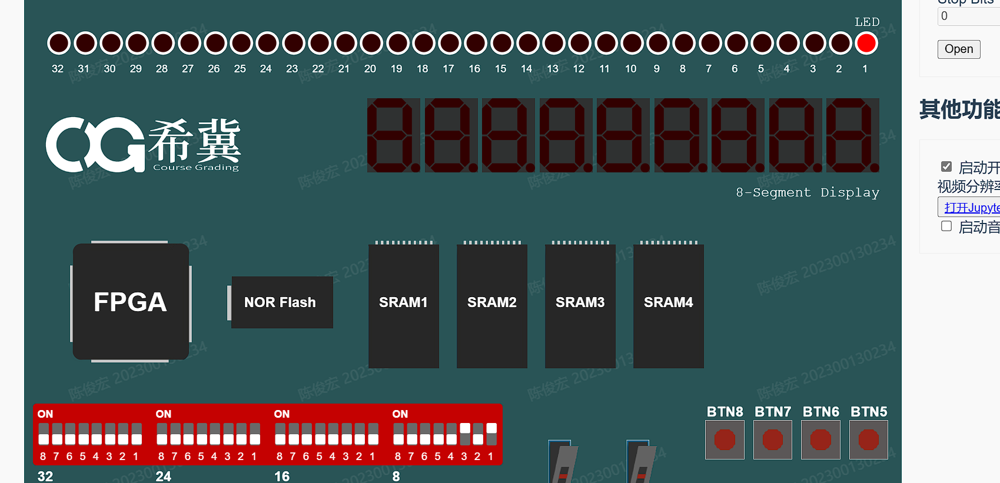 Stop Bits
0
LED
Open
32 31 30 29 28 27 26 25 24 23 22 21 20 19 18 17 16 15 14 13 12 11 10 9 8 7 6 5 4 3 2 1
其他功能
CG希冀
Course Grading
启动开
视频分辨率
8-Segment Display
打开Jupyte
启动音
FPGA
NOR Flash
SRAM1
SRAM2
SRAM3
SRAM4
BTN8 BTN7 BTN6 BTN5
ON ON ON ON
8 7 6 5 4 3 2 1 8 7 6 5 4 3 2 1 8 7 6 5 4 3 2 1 8 7 6 5 4 3 2 1
32 24 16 8
陈俊宏 202300130234